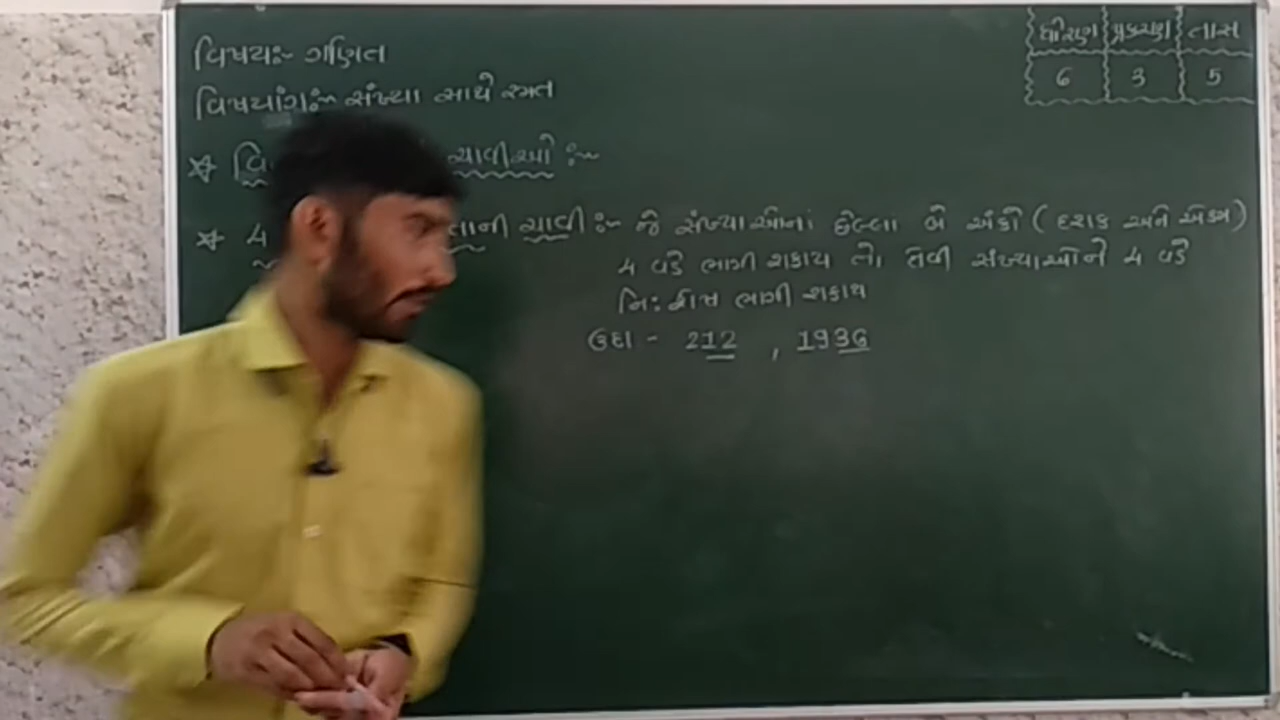 વિષયઃ- ગણિત
વિષયાંગઃ- સંખ્યા સાથે રમત
ધોરણ પ્રકરણ તાસ
6 3 5
ચાવીઓ :-
4 તાની ચાવી :- જે સંખ્યાઓનાં છેલ્લા બે અંકો ( દશક અને એકમ )
4 વડે ભાગી શકાય તો, તેવી સંખ્યાઓને 4 વડે
નિઃશેષ ભાગી શકાય
ઉદા - 212 , 1936